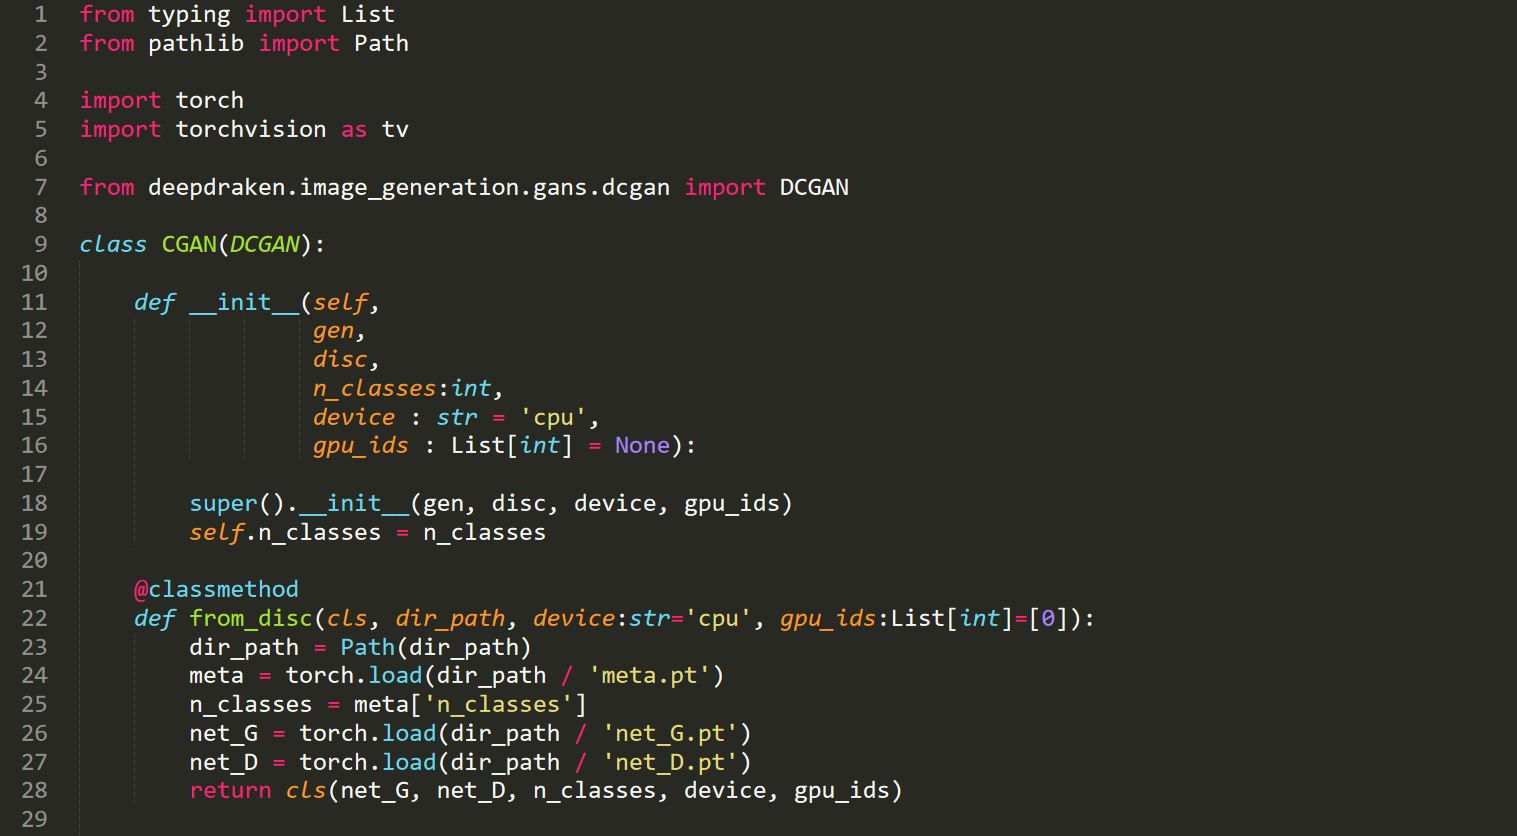 1 from typing import List
2 from pathlib import Path
3
4 import torch
5 import torchvision as tv
6
7 from deepdraken.image_generation.gans.dcgan import DCGAN
8
9 class CGAN(DCGAN):
10
11     def __init__(self,
12                  gen,
13                  disc,
14                  n_classes:int,
15                  device : str = 'cpu',
16                  gpu_ids : List[int] = None):
17
18         super().__init__(gen, disc, device, gpu_ids)
19         self.n_classes = n_classes
20
21     @classmethod
22     def from_disc(cls, dir_path, device:str='cpu', gpu_ids:List[int]=[0]):
23         dir_path = Path(dir_path)
24         meta = torch.load(dir_path / 'meta.pt')
25         n_classes = meta['n_classes']
26         net_G = torch.load(dir_path / 'net_G.pt')
27         net_D = torch.load(dir_path / 'net_D.pt')
28         return cls(net_G, net_D, n_classes, device, gpu_ids)
29